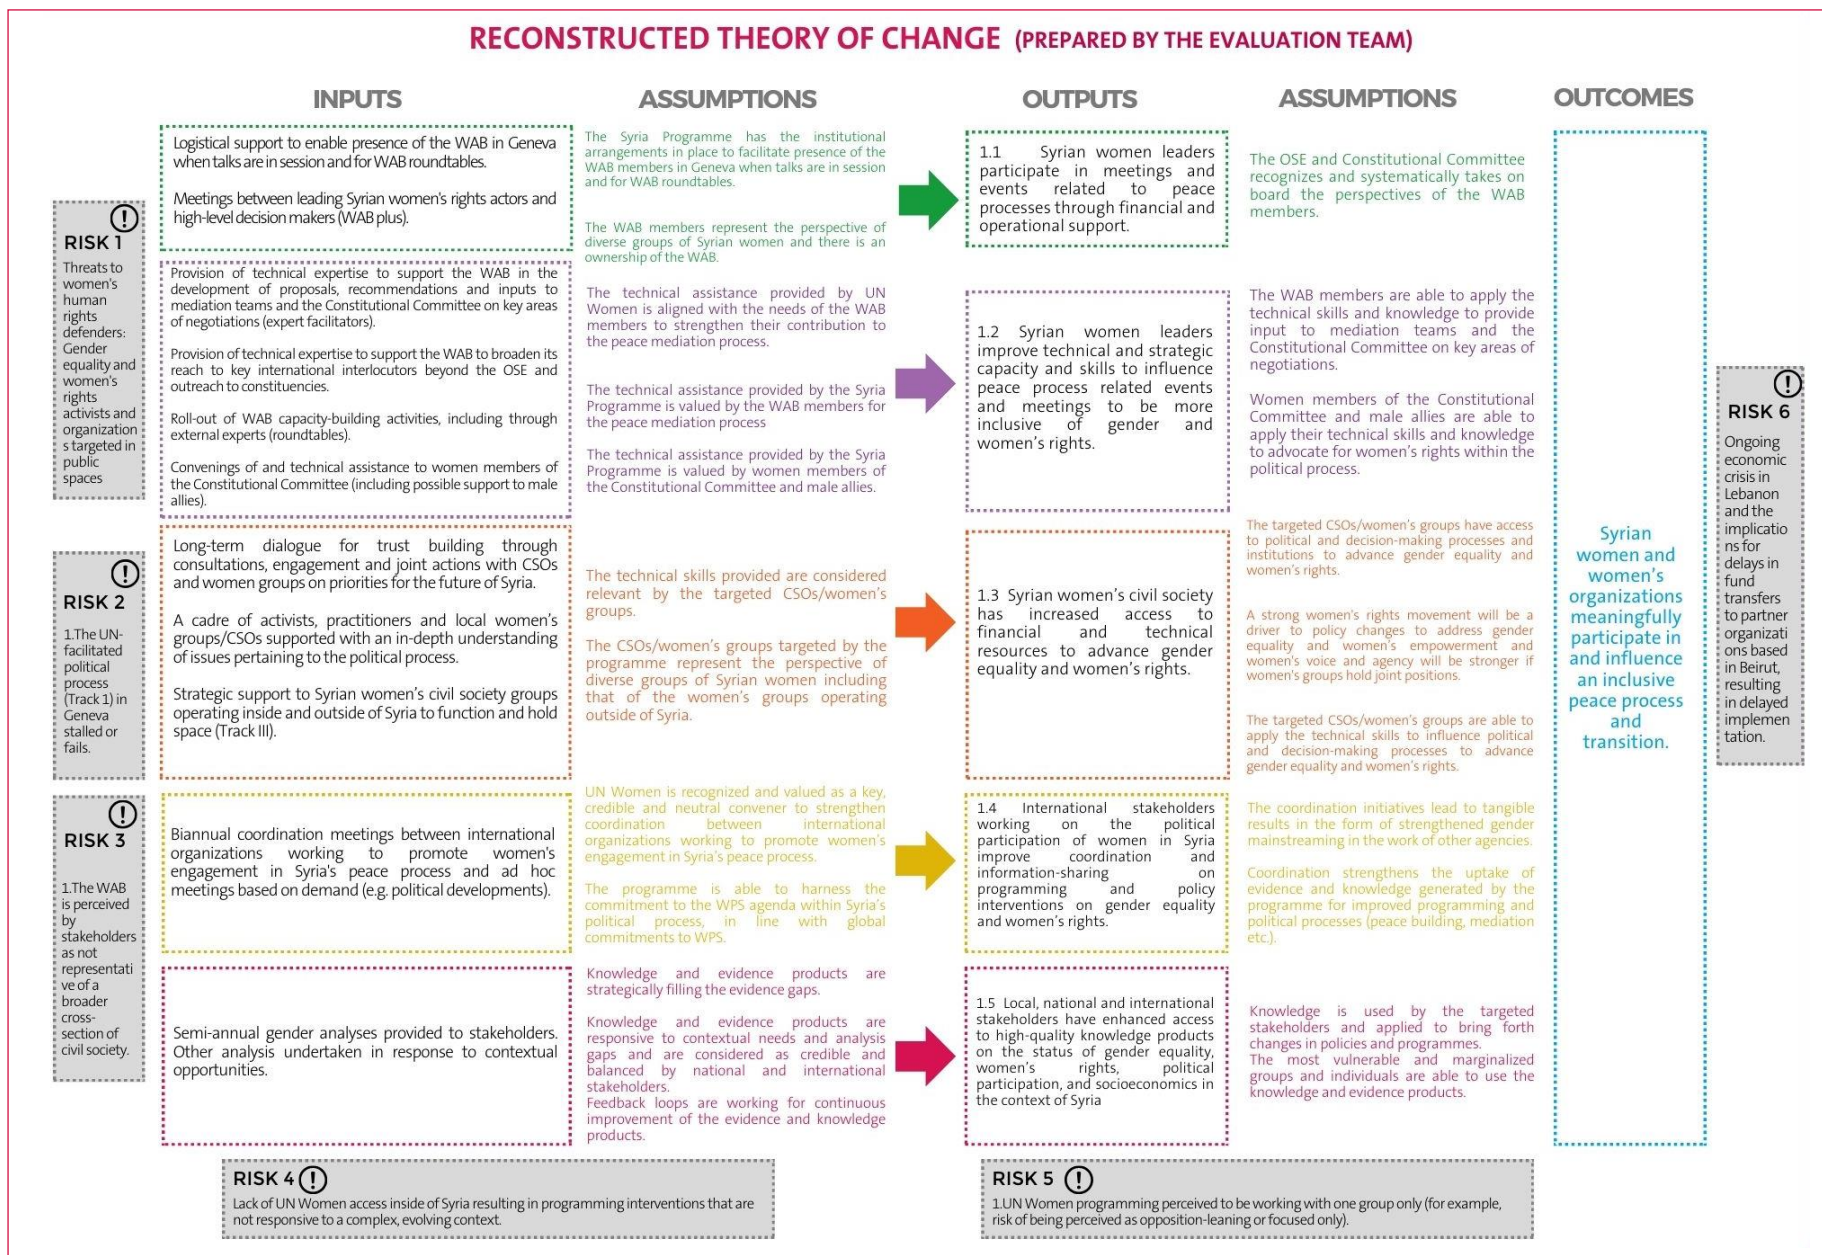 RECONSTRUCTED THEORY OF CHANGE (PREPARED BY THE EVALUATION TEAM)
INPUTS
ASSUMPTIONS
OUTPUTS
ASSUMPTIONS
OUTCOMES
RISK 1
Threats to
women's
human
rights
defenders:
Gender
equality and
women's
rights
activists and
organization
s targeted in
public
spaces
RISK 2
1.The UN-
facilitated
political
process
(Track 1) in
Geneva
stalled or
fails.
RISK 3
1.The WAB
is perceived
by
stakeholders
as not
representati
ve of a
broader
cross-
section of
civil society.
Logistical support to enable presence of the WAB in Geneva
when talks are in session and for WAB roundtables.
Meetings between leading Syrian women's rights actors and
high-level decision makers (WAB plus).
The Syria Programme has the institutional
arrangements in place to facilitate presence of the
WAB members in Geneva when talks are in session
and for WAB roundtables.
The WAB members represent the perspective of
diverse groups of Syrian women and there is an
ownership of the WAB.
1.1 Syrian women leaders
participate in meetings and
events related to peace
processes through financial and
operational support.
The OSE and Constitutional Committee
recognizes and systematically takes on
board the perspectives of the WAB
members.
Provision of technical expertise to support the WAB in the
development of proposals, recommendations and inputs to
mediation teams and the Constitutional Committee on key areas
of negotiations (expert facilitators).
Provision of technical expertise to support the WAB to broaden its
reach to key international interlocutors beyond the OSE and
outreach to constituencies.
Roll-out of WAB capacity-building activities, including through
external experts (roundtables).
Convenings of and technical assistance to women members of
the Constitutional Committee (including possible support to male
allies).
The technical assistance provided by UN
Women is aligned with the needs of the WAB
members to strengthen their contribution to
the peace mediation process.
The technical assistance provided by the Syria
Programme is valued by the WAB members for
the peace mediation process
The technical assistance provided by the Syria
Programme is valued by women members of
the Constitutional Committee and male allies.
1.2 Syrian women leaders
improve technical and strategic
capacity and skills to influence
peace process related events
and meetings to be more
inclusive of gender and
women's rights.
The WAB members are able to apply the
technical skills and knowledge to provide
input to mediation teams and the
Constitutional Committee on key areas of
negotiations.
Women members of the Constitutional
Committee and male allies are able to
apply their technical skills and knowledge
to advocate for women's rights within the
political process.
Long-term dialogue for trust building through
consultations, engagement and joint actions with CSOs
and women groups on priorities for the future of Syria.
A cadre of activists, practitioners and local women's
groups/CSOs supported with an in-depth understanding
of issues pertaining to the political process.
Strategic support to Syrian women's civil society groups
operating inside and outside of Syria to function and hold
space (Track III).
The technical skills provided are considered
relevant by the targeted CSOs/women's
groups.
The CSOs/women's groups targeted by the
programme represent the perspective of
diverse groups of Syrian women including
that of the women's groups operating
outside of Syria.
1.3 Syrian women's civil society
has increased access to
financial and technical
resources to advance gender
equality and women's rights.
The targeted CSOs/women's groups have access
to political and decision-making processes and
institutions to advance gender equality and
women's rights.
A strong women's rights movement will be a
driver to policy changes to address gender
equality and women's empowerment and
women's voice and agency will be stronger if
women's groups hold joint positions.
The targeted CSOs/women's groups are able to
apply the technical skills to influence political
and decision-making processes to advance
gender equality and women's rights.
Biannual coordination meetings between international
organizations working to promote women's
engagement in Syria's peace process and ad hoc
meetings based on demand (e.g. political developments).
UN Women is recognized and valued as a key,
credible and neutral convener to strengthen
coordination between international
organizations working to promote women's
engagement in Syria's peace process.
The programme is able to harness the
commitment to the WPS agenda within Syria's
political process, in line with global
commitments to WPS.
1.4 International stakeholders
working on the political
participation of women in Syria
improve coordination and
information-sharing on
programming and policy
interventions on gender equality
and women's rights.
The coordination initiatives lead to tangible
results in the form of strengthened gender
mainstreaming in the work of other agencies.
Coordination strengthens the uptake of
evidence and knowledge generated by the
programme for improved programming and
political processes (peace building, mediation
etc.).
Semi-annual gender analyses provided to stakeholders.
Other analysis undertaken in response to contextual
opportunities.
Knowledge and evidence products are
strategically filling the evidence gaps.
Knowledge and evidence products are
responsive to contextual needs and analysis
gaps and are considered as credible and
balanced by national and international
stakeholders.
Feedback loops are working for continuous
improvement of the evidence and knowledge
products.
1.5 Local, national and international
stakeholders have enhanced access
to high-quality knowledge products
on the status of gender equality,
women's rights, political
participation, and socioeconomics in
the context of Syria
Knowledge is used by the targeted
stakeholders and applied to bring forth
changes in policies and programmes.
The most vulnerable and marginalized
groups and individuals are able to use the
knowledge and evidence products.
Syrian
women and
women's
organizations
meaningfully
participate in
and influence
an inclusive
peace process
and
transition.
RISK 6
Ongoing
economic
crisis in
Lebanon
and the
implicatio
ns for
delays in
fund
transfers
to partner
organizati
ons based
in Beirut,
resulting
in delayed
implemen
tation.
RISK 4
Lack of UN Women access inside of Syria resulting in programming interventions that are
not responsive to a complex, evolving context.
RISK 5
1.UN Women programming perceived to be working with one group only (for example,
risk of being perceived as opposition-leaning or focused only).